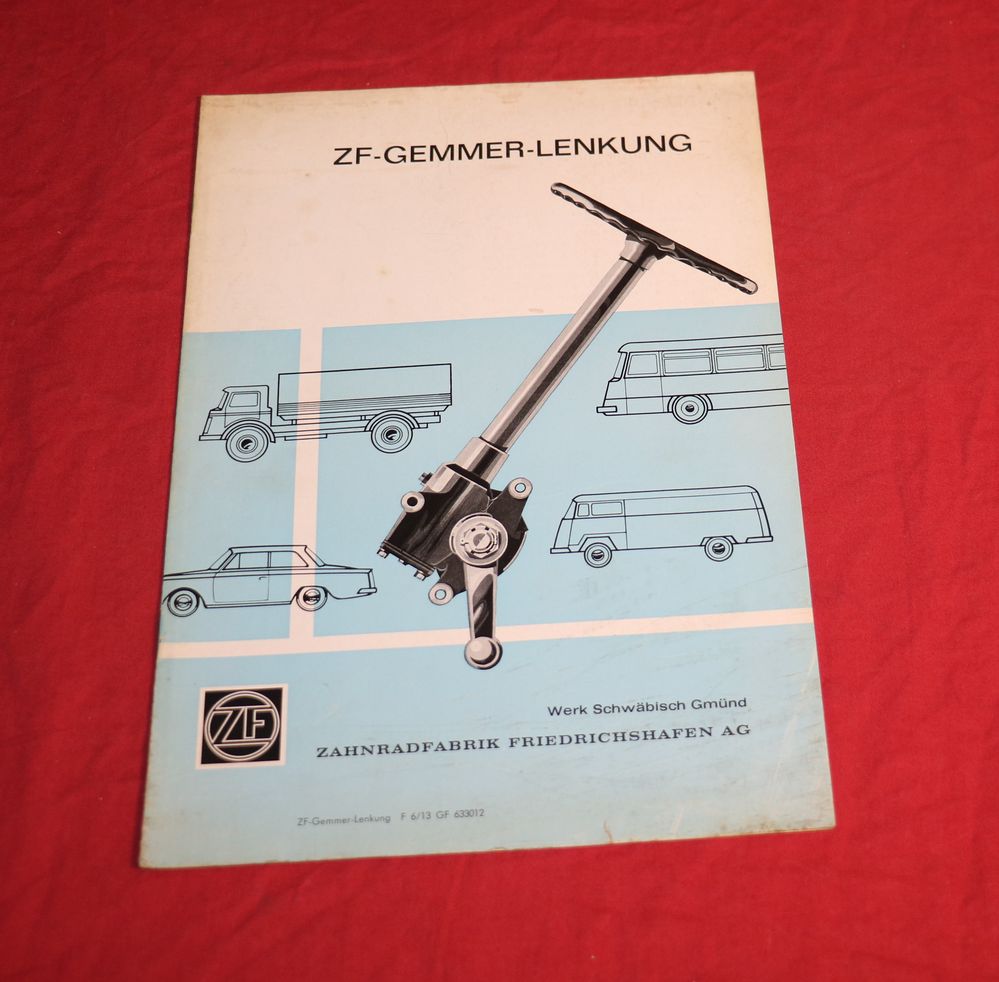 ZF-GEMMER-LENKUNG
ZF
Werk Schwäbisch Gmünd
ZAHNRADFABRIK FRIEDRICHSHAFEN AG
ZF-Gemmer-Lenkung F 6/13 GF 633012